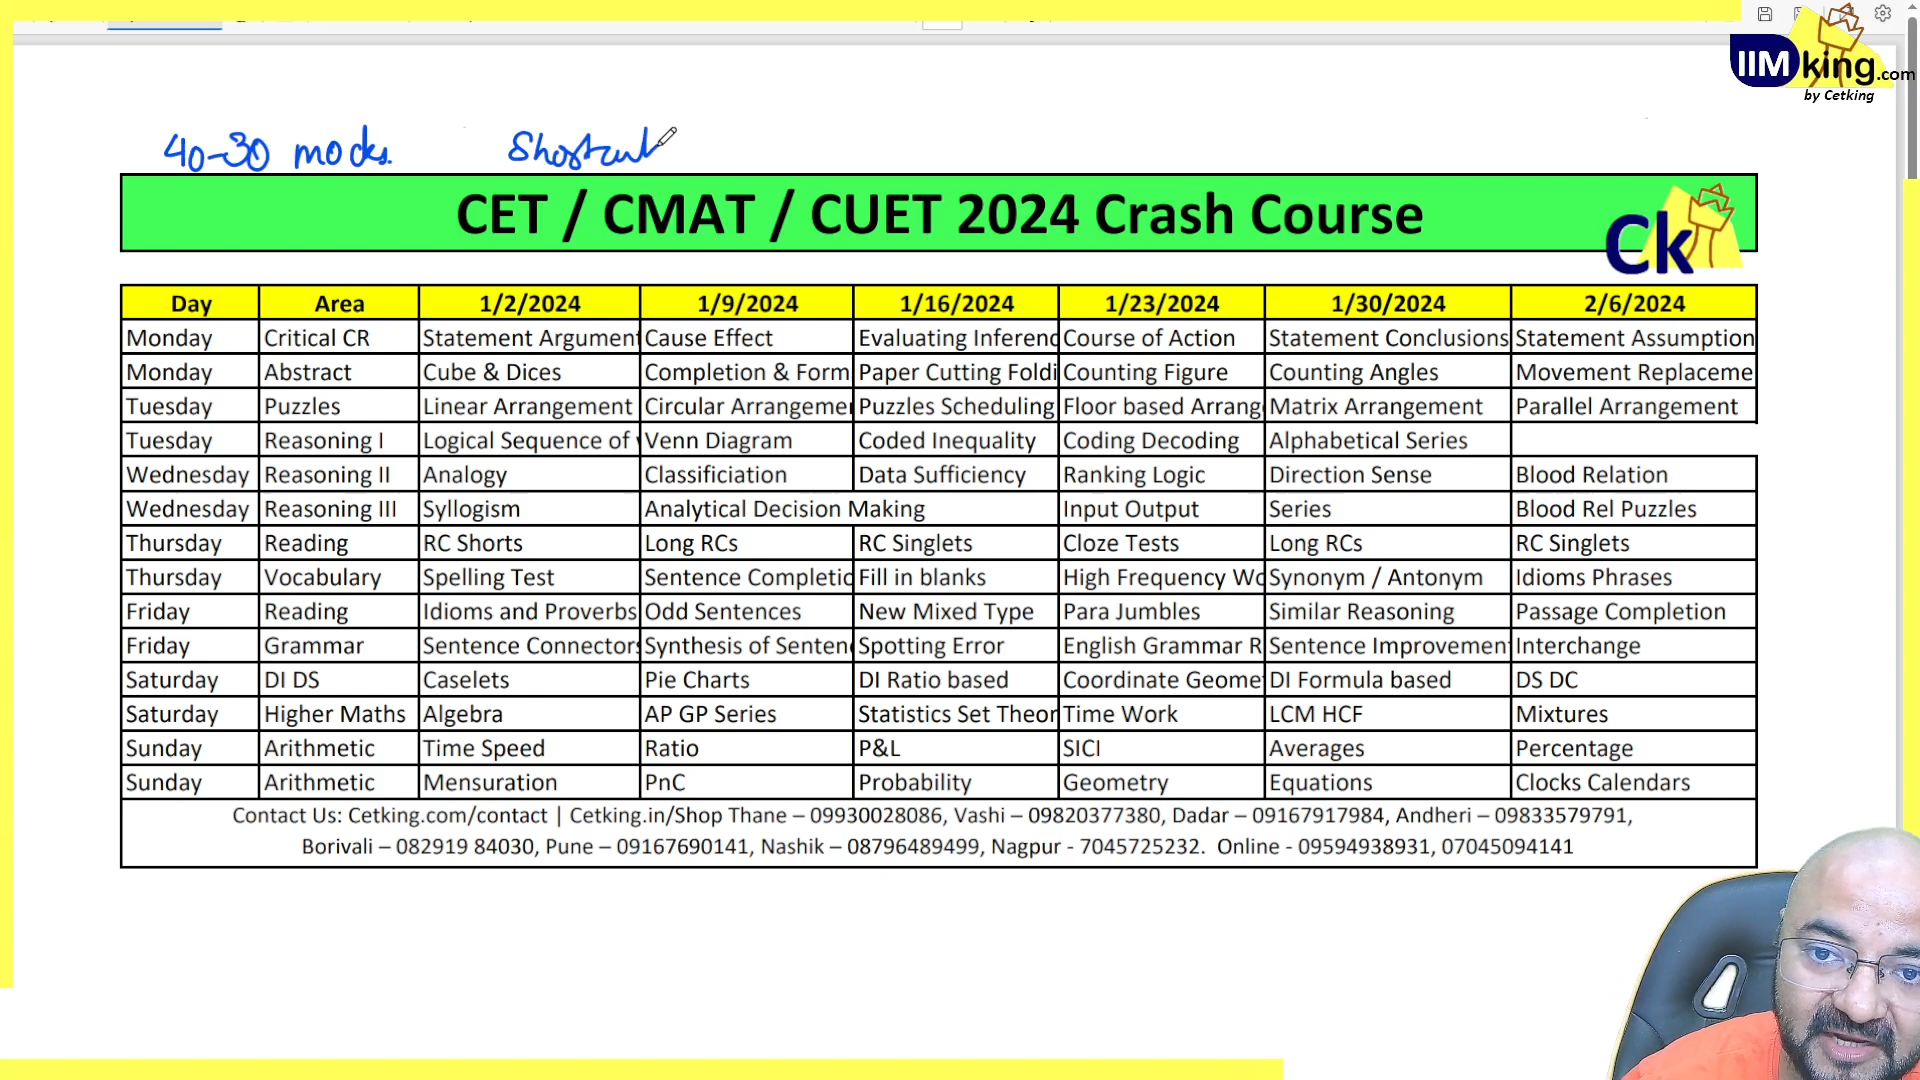 IIM king.com
by Cetking
40-30 mocks. Shortcut
CET / CMAT / CUET 2024 Crash Course
Ck
Day Area 1/2/2024 1/9/2024 1/16/2024 1/23/2024 1/30/2024 2/6/2024
Monday Critical CR Statement Argument Cause Effect Evaluating Inferenc Course of Action Statement Conclusions Statement Assumption
Monday Abstract Cube & Dices Completion & Form Paper Cutting Foldi Counting Figure Counting Angles Movement Replaceme
Tuesday Puzzles Linear Arrangement Circular Arrangemer Puzzles Scheduling Floor based Arrang Matrix Arrangement Parallel Arrangement
Tuesday Reasoning I Logical Sequence of Venn Diagram Coded Inequality Coding Decoding Alphabetical Series
Wednesday Reasoning II Analogy Classificiation Data Sufficiency Ranking Logic Direction Sense Blood Relation
Wednesday Reasoning III Syllogism Analytical Decision Making Input Output Series Blood Rel Puzzles
Thursday Reading RC Shorts Long RCs RC Singlets Cloze Tests Long RCs RC Singlets
Thursday Vocabulary Spelling Test Sentence Completic Fill in blanks High Frequency Wo Synonym / Antonym Idioms Phrases
Friday Reading Idioms and Proverbs Odd Sentences New Mixed Type Para Jumbles Similar Reasoning Passage Completion
Friday Grammar Sentence Connectors Synthesis of Senten Spotting Error English Grammar R Sentence Improvement Interchange
Saturday DI DS Caselets Pie Charts DI Ratio based Coordinate Geome DI Formula based DS DC
Saturday Higher Maths Algebra AP GP Series Statistics Set Theor Time Work LCM HCF Mixtures
Sunday Arithmetic Time Speed Ratio P&L SICI Averages Percentage
Sunday Arithmetic Mensuration PnC Probability Geometry Equations Clocks Calendars
Contact Us: Cetking.com/contact | Cetking.in/Shop Thane – 09930028086, Vashi – 09820377380, Dadar – 09167917984, Andheri – 09833579791,
Borivali – 082919 84030, Pune – 09167690141, Nashik – 08796489499, Nagpur - 7045725232. Online - 09594938931, 07045094141